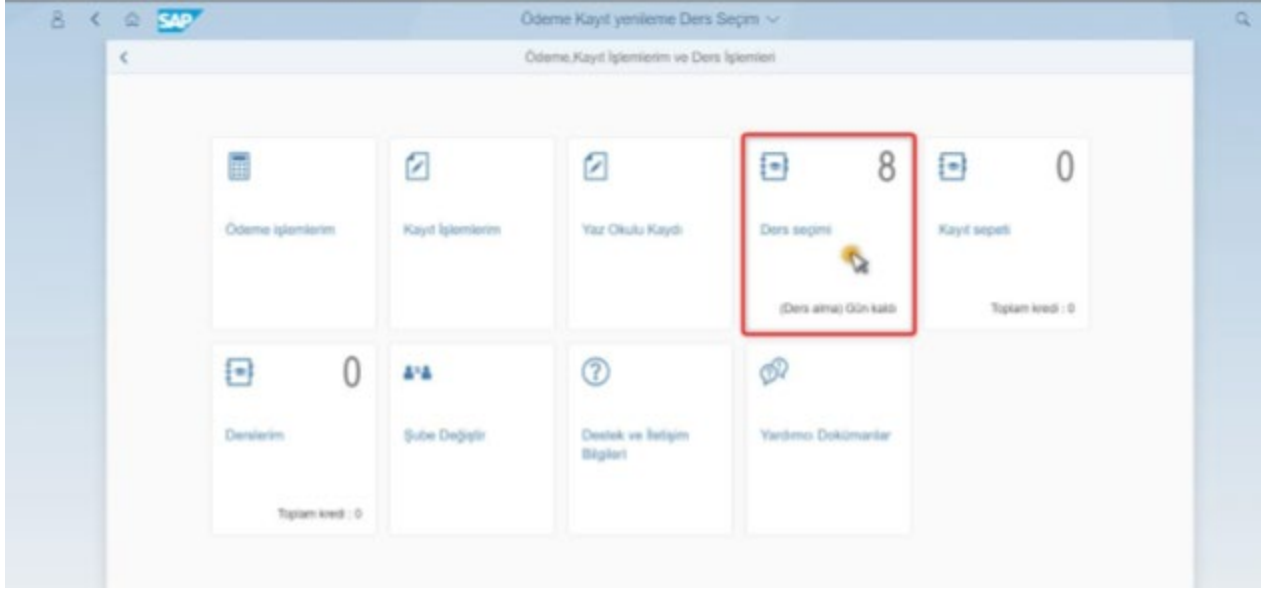 SAP
Ödeme Kayıt yenileme Ders Seçim
Ödeme,Kayıt İşlemlerim ve Ders İşlemleri
Ödeme işlemlerim
Kayıt İşlemlerim
Yaz Okulu Kaydı
8
Ders seçimi
(Ders alma) Gün kaldı
0
Kayıt sepeti
Toplam kredi : 0
0
Derslerim
Toplam kredi : 0
Şube Değiştir
Destek ve İletişim
Bilgileri
Yardımcı Dokümanlar